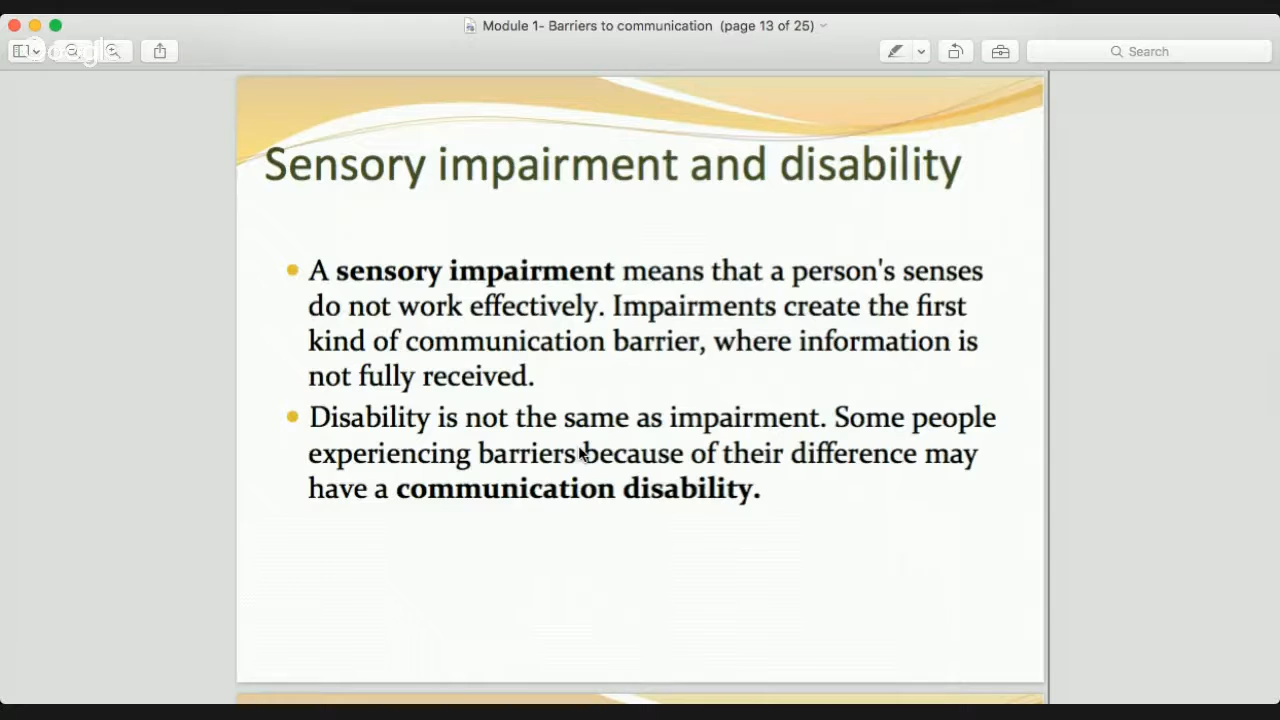 Module 1- Barriers to communication (page 13 of 25)
Google
Search
Sensory impairment and disability
• A sensory impairment means that a person's senses
do not work effectively. Impairments create the first
kind of communication barrier, where information is
not fully received.
• Disability is not the same as impairment. Some people
experiencing barriers because of their difference may
have a communication disability.